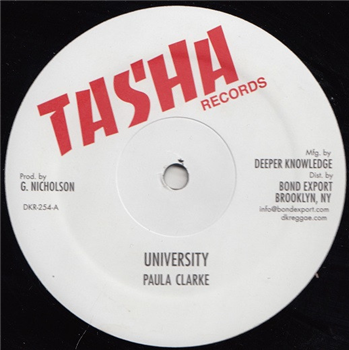 TASHA
RECORDS
Prod. by
G. NICHOLSON
DKR-254-A
Mfg. by
DEEPER KNOWLEDGE
Dist. by
BOND EXPORT
BROOKLYN, NY
info@bondexport.com
dkreggae.com
UNIVERSITY
PAULA CLARKE